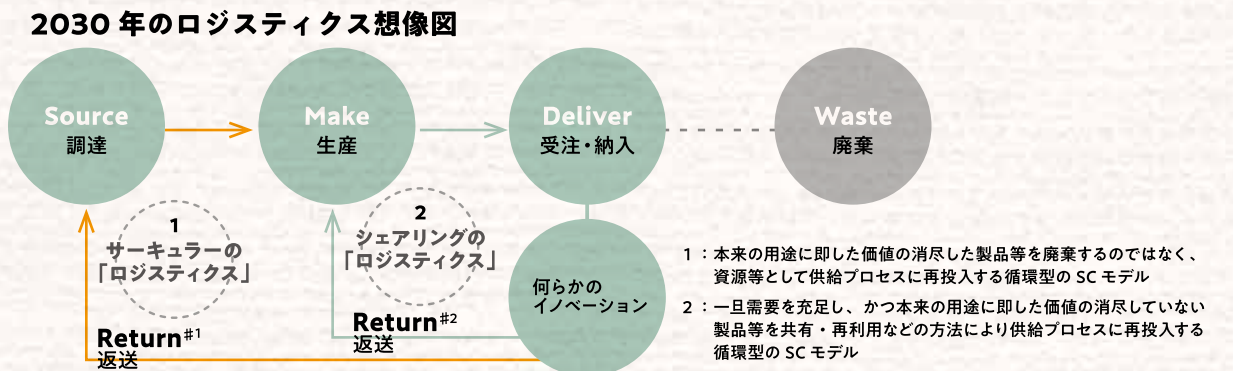 2030 年のロジスティクス想像図
Source
調達
Make
生産
Deliver
受注・納入
Waste
廃棄
1
サーキュラーの
「ロジスティクス」
2
シェアリングの
「ロジスティクス」
何らかの
イノベーション
Return♯1
返送
Return♯2
返送
1 ：本来の用途に即した価値の消尽した製品等を廃棄するのではなく、
資源等として供給プロセスに再投入する循環型の SC モデル
2 ：一旦需要を充足し、かつ本来の用途に即した価値の消尽していない
製品等を共有・再利用などの方法により供給プロセスに再投入する
循環型の SC モデル